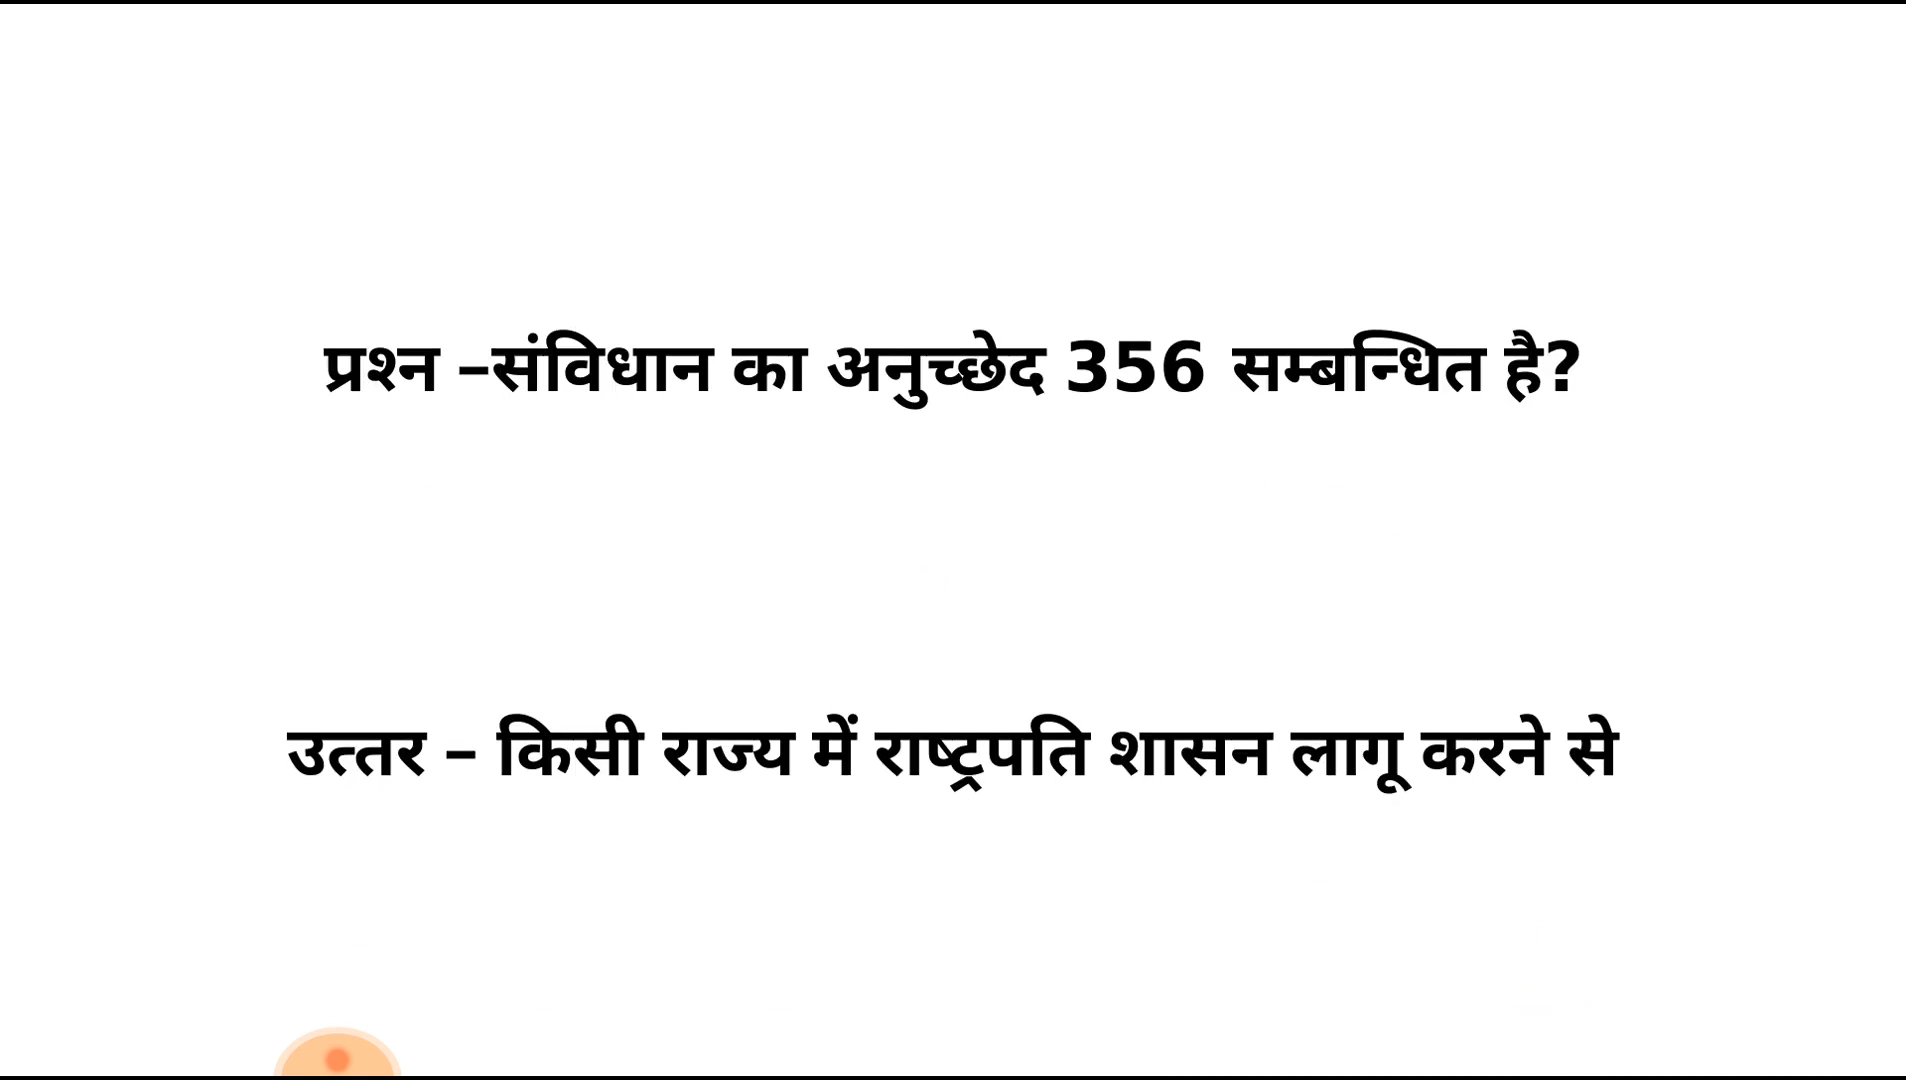 प्रश्न –संविधान का अनुच्छेद 356 सम्बन्धित है?
उत्तर – किसी राज्य में राष्ट्रपति शासन लागू करने से